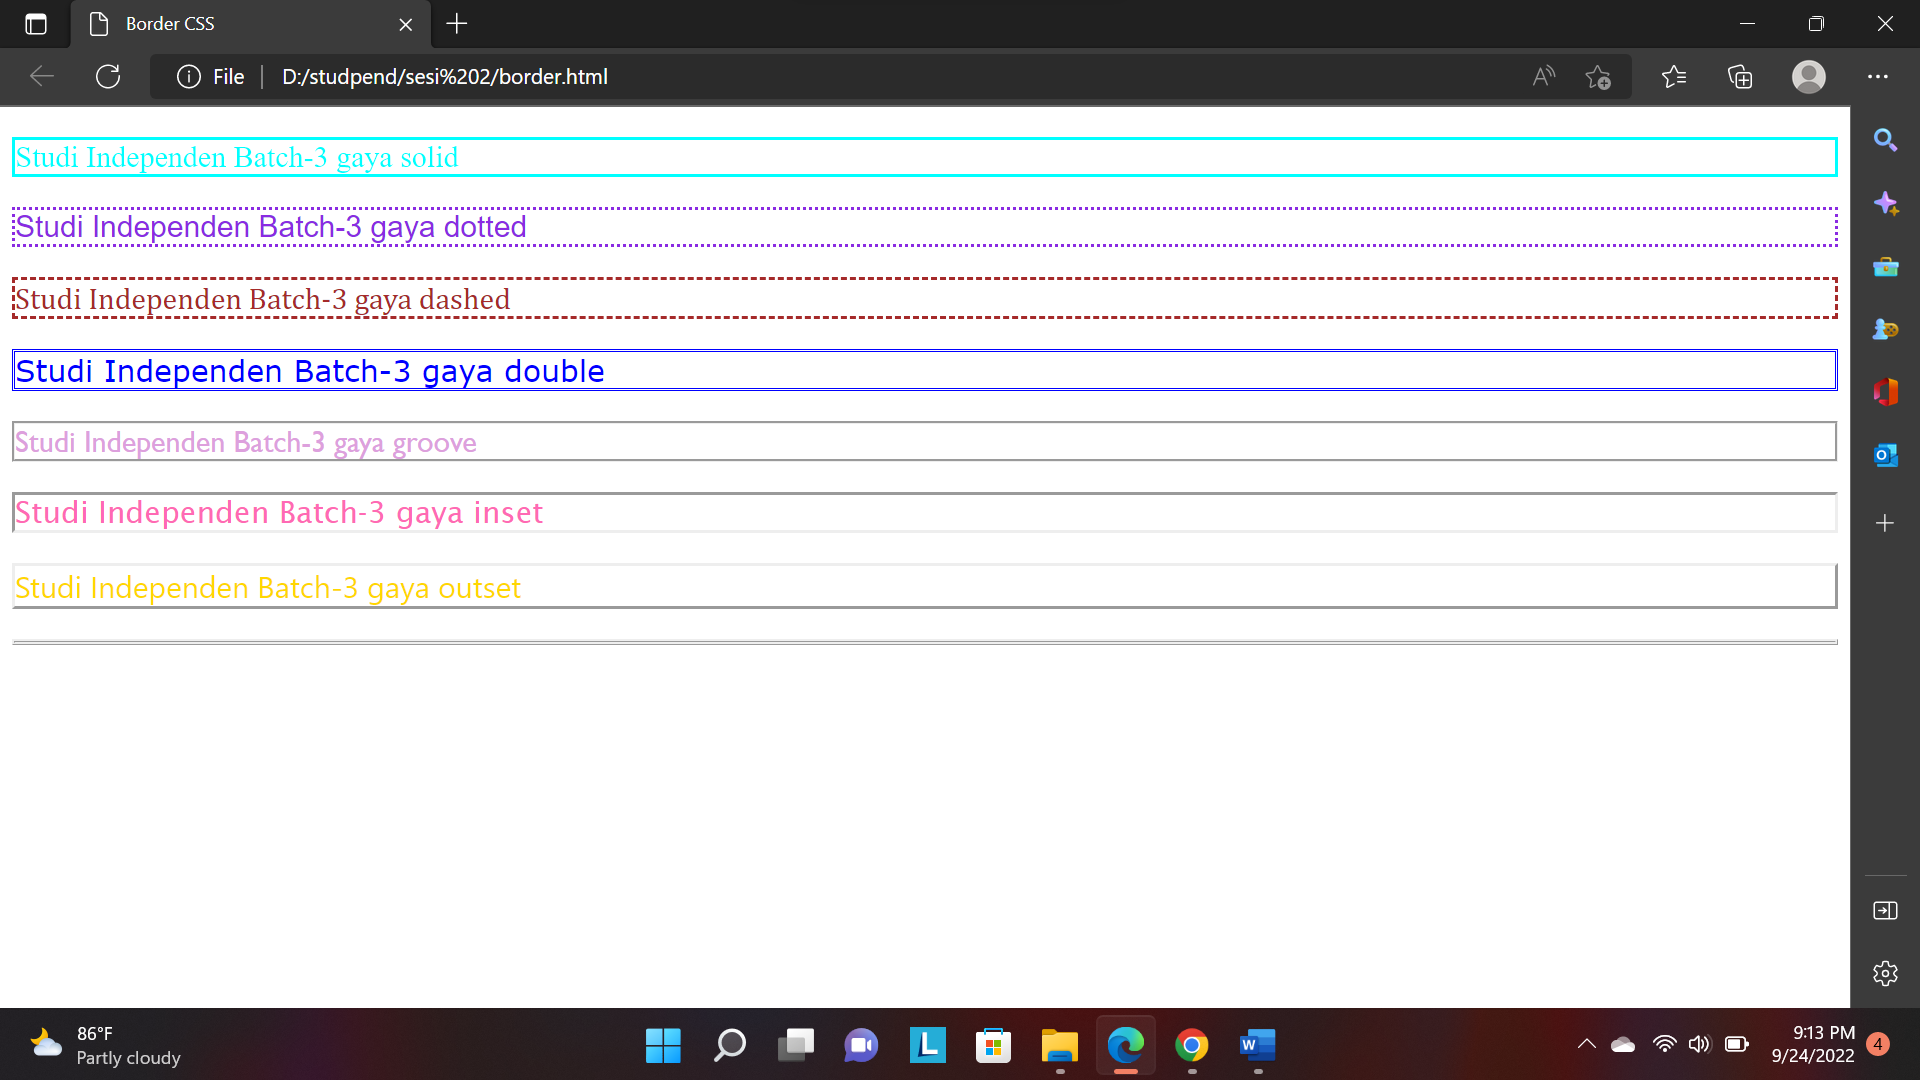 Border CSS
File D:/studpend/sesi%202/border.html
Studi Independen Batch-3 gaya solid
Studi Independen Batch-3 gaya dotted
Studi Independen Batch-3 gaya dashed
Studi Independen Batch-3 gaya double
Studi Independen Batch-3 gaya groove
Studi Independen Batch-3 gaya inset
Studi Independen Batch-3 gaya outset
86°F
Partly cloudy
L
W
9:13 PM
9/24/2022
4